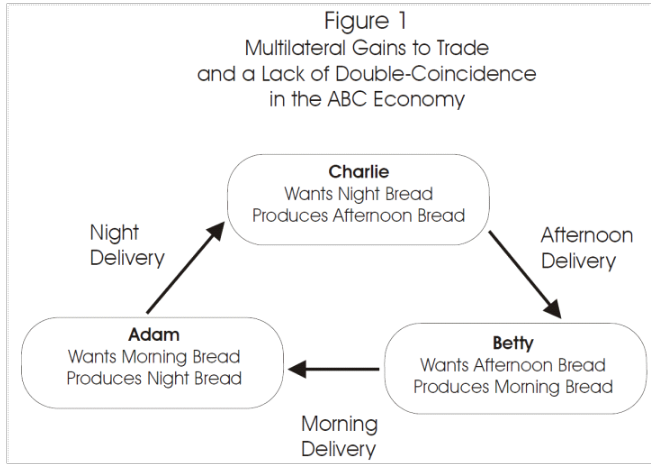 Figure 1
Multilateral Gains to Trade
and a Lack of Double-Coincidence
in the ABC Economy
Charlie
Wants Night Bread
Produces Afternoon Bread
Night
Delivery
Afternoon
Delivery
Adam
Wants Morning Bread
Produces Night Bread
Betty
Wants Afternoon Bread
Produces Morning Bread
Morning
Delivery